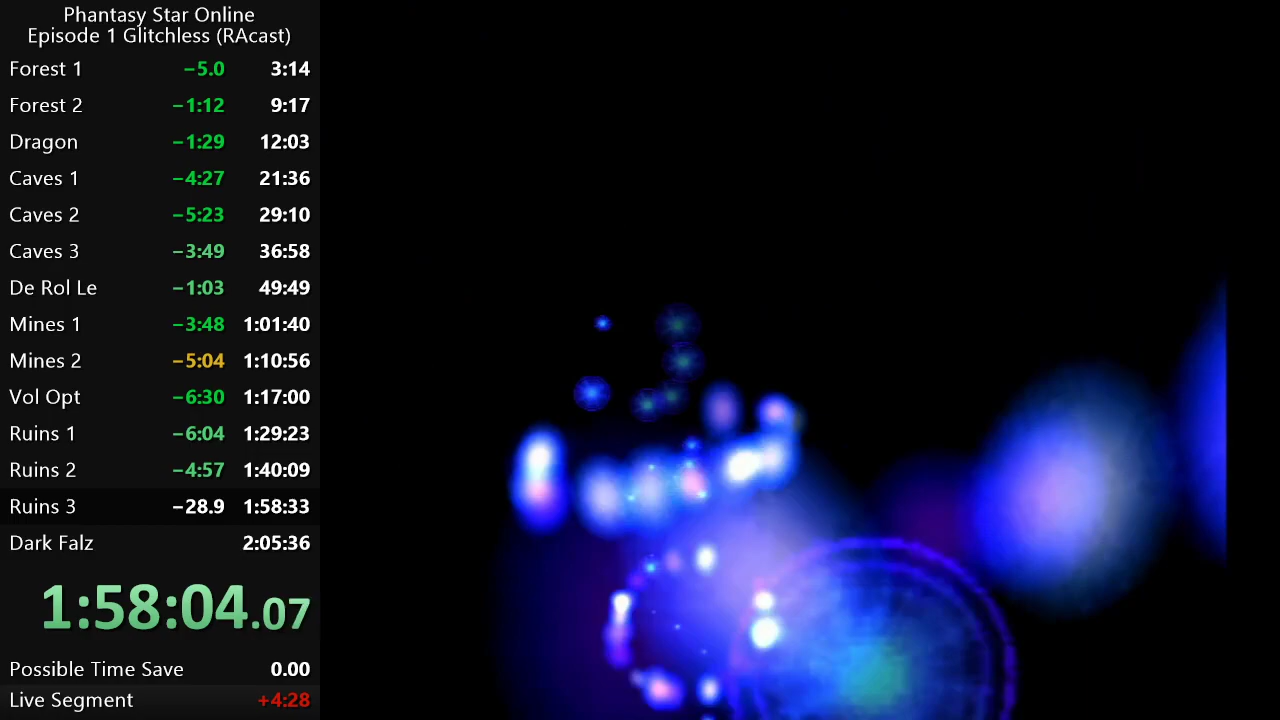 Phantasy Star Online
Episode 1 Glitchless (RAcast)
Forest 1 −5.0 3:14
Forest 2 −1:12 9:17
Dragon −1:29 12:03
Caves 1 −4:27 21:36
Caves 2 −5:23 29:10
Caves 3 −3:49 36:58
De Rol Le −1:03 49:49
Mines 1 −3:48 1:01:40
Mines 2 −5:04 1:10:56
Vol Opt −6:30 1:17:00
Ruins 1 −6:04 1:29:23
Ruins 2 −4:57 1:40:09
Ruins 3 −28.9 1:58:33
Dark Falz 2:05:36
1:58:04.07
Possible Time Save 0.00
Live Segment +4:28